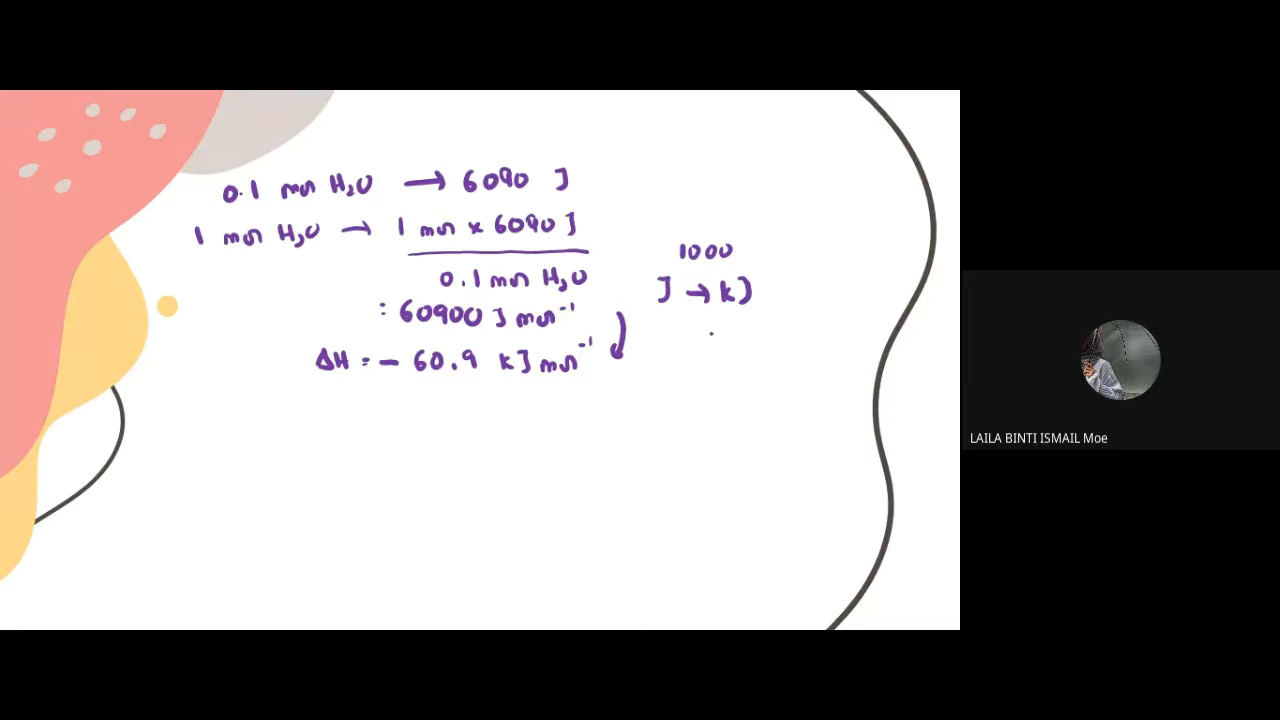 0.1 mol H₂O → 6090 J
1 mol H₂O → 1 mol x 6090 J
0.1 mol H₂O
1000
J → kJ
: 60900 J mol⁻¹
ΔH = - 60.9 kJ mol⁻¹
LAILA BINTI ISMAIL Moe